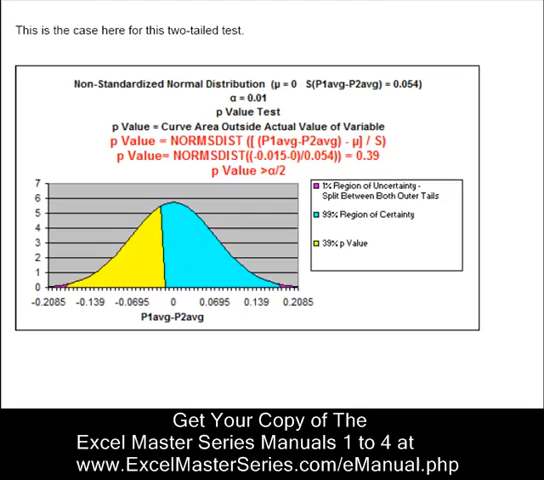 This is the case here for this two-tailed test.
Non-Standardized Normal Distribution (µ = 0 S(P1avg-P2avg) = 0.054)
α = 0.01
p Value Test
p Value = Curve Area Outside Actual Value of Variable
p Value = NORMSDIST ([ (P1avg-P2avg) - µ] / S)
p Value= NORMSDIST((-0.015-0)/0.054)) = 0.39
p Value >α/2
7
6
5
4
3
2
1
0
-0.2085 -0.139 -0.0695 0 0.0695 0.139 0.2085
P1avg-P2avg
1% Region of Uncertainty -
Split Between Both Outer Tails
99% Region of Certainty
39% p Value
Get Your Copy of The
Excel Master Series Manuals 1 to 4 at
www.ExcelMasterSeries.com/eManual.php